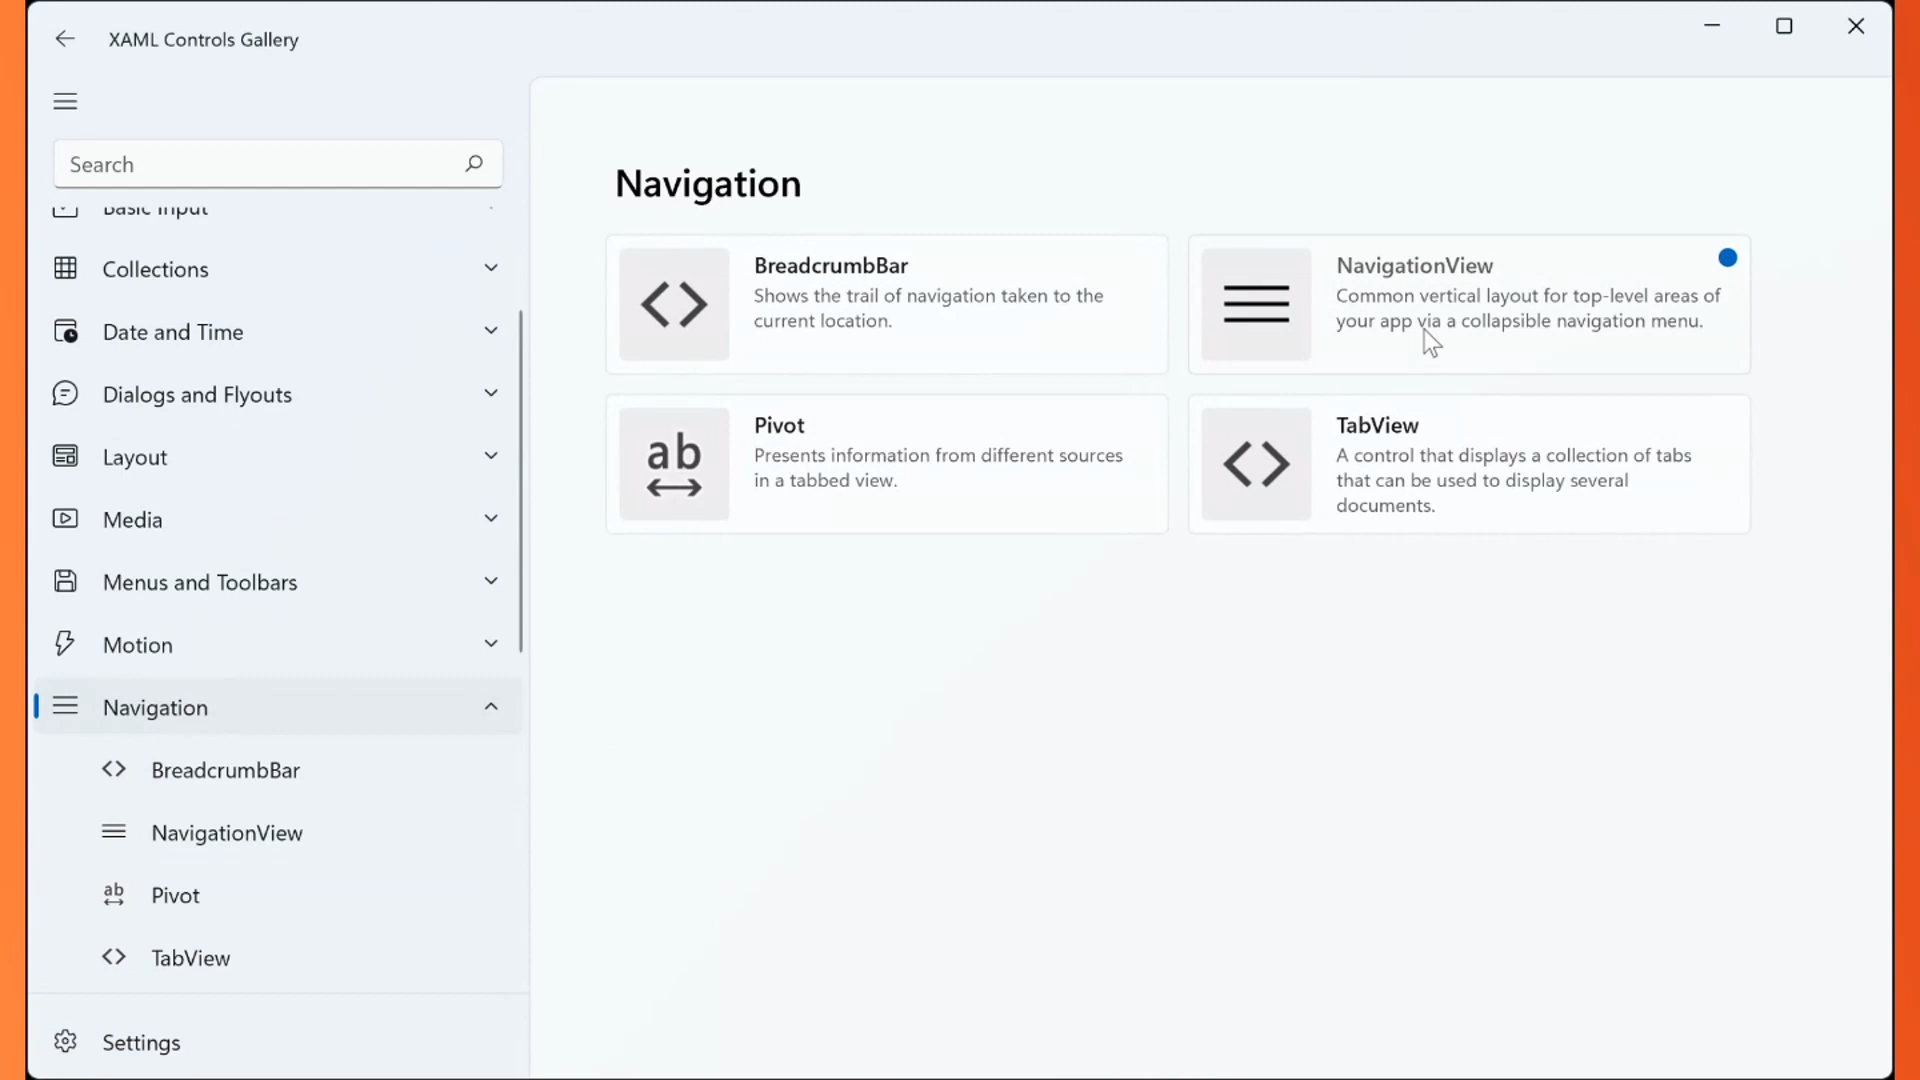 XAML Controls Gallery
Search
Basic Input
Collections
Date and Time
Dialogs and Flyouts
Layout
Media
Menus and Toolbars
Motion
Navigation
BreadcrumbBar
NavigationView
ab
Pivot
TabView
Settings
Navigation
BreadcrumbBar
Shows the trail of navigation taken to the
current location.
NavigationView
Common vertical layout for top-level areas of
your app via a collapsible navigation menu.
ab
Pivot
Presents information from different sources
in a tabbed view.
TabView
A control that displays a collection of tabs
that can be used to display several
documents.